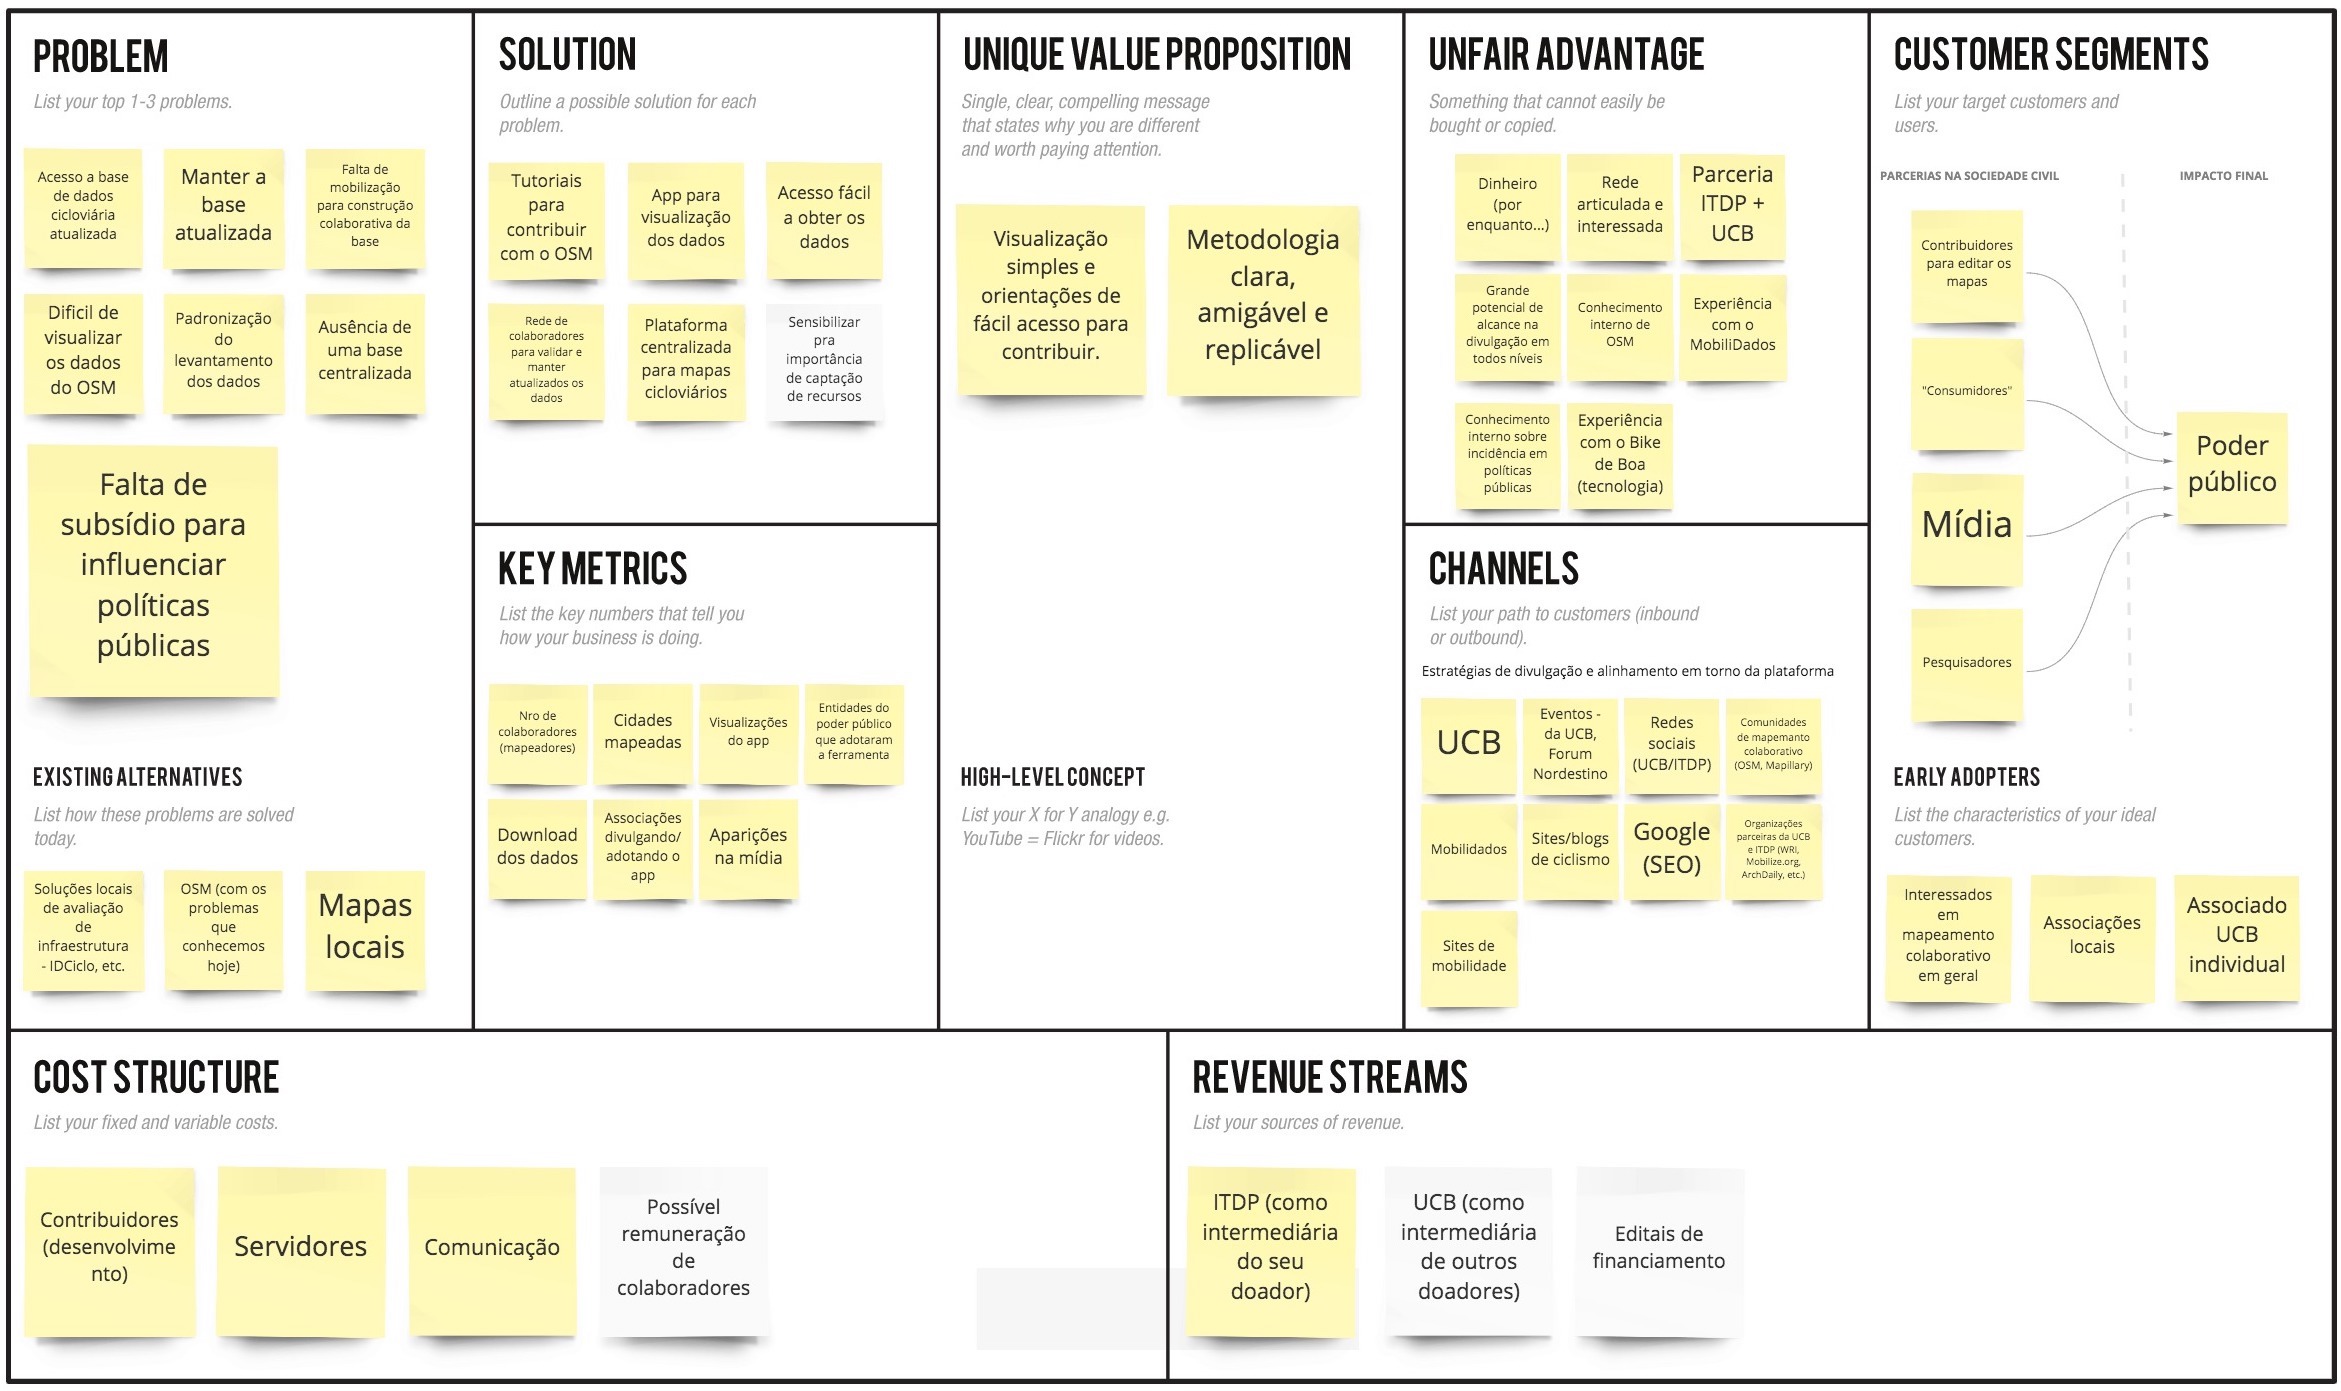 PROBLEM
List your top 1-3 problems.
Acesso a base
de dados
cicloviária
atualizada
Manter a
base
atualizada
Falta de
mobilização
para construção
colaborativa da
base
Dificil de
visualizar
os dados
do OSM
Padronização
do
levantamento
dos dados
Ausência de
uma base
centralizada
Falta de
subsídio para
influenciar
políticas
públicas
EXISTING ALTERNATIVES
List how these problems are solved
today.
Soluções locais
de avaliação
de
infraestrutura
- IDCiclo, etc.
OSM (com os
problemas
que
conhecemos
hoje)
Mapas
locais
SOLUTION
Outline a possible solution for each
problem.
Tutoriais
para
contribuir
com o OSM
App para
visualização
dos dados
Acesso fácil
a obter os
dados
Rede de
colaboradores
para validar e
manter
atualizados os
dados
Plataforma
centralizada
para mapas
cicloviários
Sensibilizar
pra
importância
de captação
de recursos
KEY METRICS
List the key numbers that tell you
how your business is doing.
Nro de
colaboradores
(mapeadores)
Cidades
mapeadas
Visualizações
do app
Entidades do
poder público
que adotaram
a ferramenta
Download
dos dados
Associações
divulgando/
adotando o
app
Aparições
na mídia
UNIQUE VALUE PROPOSITION
Single, clear, compelling message
that states why you are different
and worth paying attention.
Visualização
simples e
orientações de
fácil acesso para
contribuir.
Metodologia
clara,
amigável e
replicável
HIGH-LEVEL CONCEPT
List your X for Y analogy e.g.
YouTube = Flickr for videos.
UNFAIR ADVANTAGE
Something that cannot easily be
bought or copied.
Dinheiro
(por
enquanto...)
Rede
articulada e
interessada
Parceria
ITDP +
UCB
Grande
potencial de
alcance na
divulgação em
todos níveis
Conhecimento
interno de
OSM
Experiência
com o
MobiliDados
Conhecimento
interno sobre
incidência em
políticas
públicas
Experiência
com o Bike
de Boa
(tecnologia)
CHANNELS
List your path to customers (inbound
or outbound).
Estratégias de divulgação e alinhamento em torno da plataforma
UCB
Eventos -
da UCB,
Forum
Nordestino
Redes
sociais
(UCB/ITDP)
Comunidades
de mapemanto
colaborativo
(OSM, Mapillary)
Mobilidados
Sites/blogs
de ciclismo
Google
(SEO)
Organizações
parceiras da UCB
e ITDP (WRI,
Mobilize.org,
ArchDaily, etc.)
Sites de
mobilidade
CUSTOMER SEGMENTS
List your target customers and
users.
PARCERIAS NA SOCIEDADE CIVIL
IMPACTO FINAL
Contribuidores
para editar os
mapas
"Consumidores"
Mídia
Pesquisadores
Poder
público
EARLY ADOPTERS
List the characteristics of your ideal
customers.
Interessados
em
mapeamento
colaborativo
em geral
Associações
locais
Associado
UCB
individual
COST STRUCTURE
List your fixed and variable costs.
Contribuidores
(desenvolvime
nto)
Servidores
Comunicação
Possível
remuneração
de
colaboradores
REVENUE STREAMS
List your sources of revenue.
ITDP (como
intermediária
do seu
doador)
UCB (como
intermediária
de outros
doadores)
Editais de
financiamento